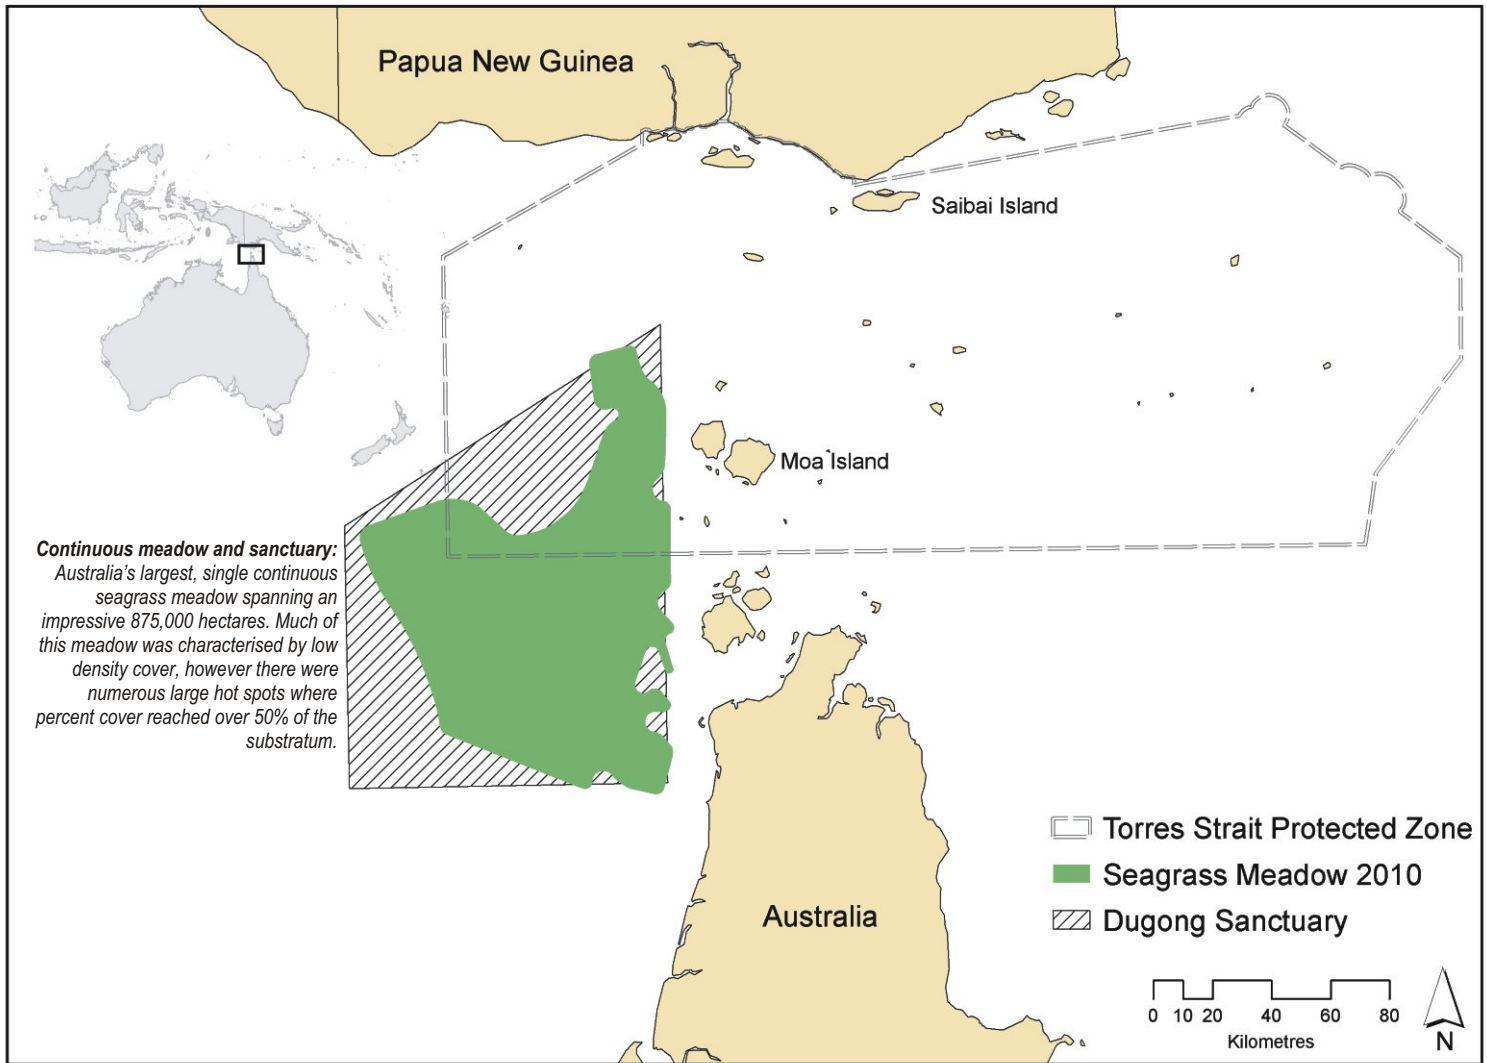 Papua New Guinea
Saibai Island
Moa Island
Continuous meadow and sanctuary:
Australia's largest, single continuous
seagrass meadow spanning an
impressive 875,000 hectares. Much of
this meadow was characterised by low
density cover, however there were
numerous large hot spots where
percent cover reached over 50% of the
substratum.
Australia
Torres Strait Protected Zone
Seagrass Meadow 2010
Dugong Sanctuary
0 10 20 40 60 80
Kilometres
N